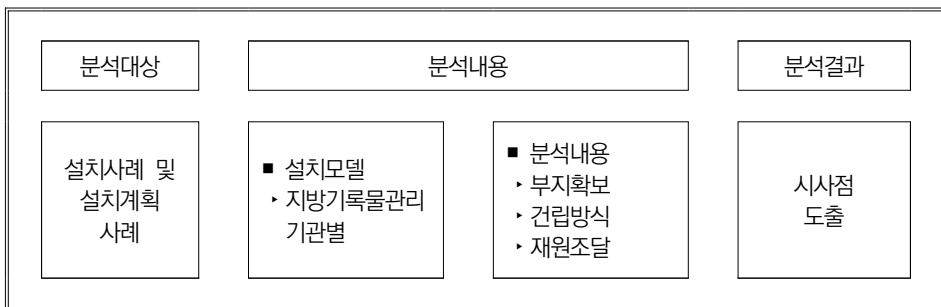 분석대상
분석내용
분석결과
설치사례 및
설치계획
사례
■ 설치모델
‣ 지방기록물관리
기관별
■ 분석내용
‣ 부지확보
‣ 건립방식
‣ 재원조달
시사점
도출